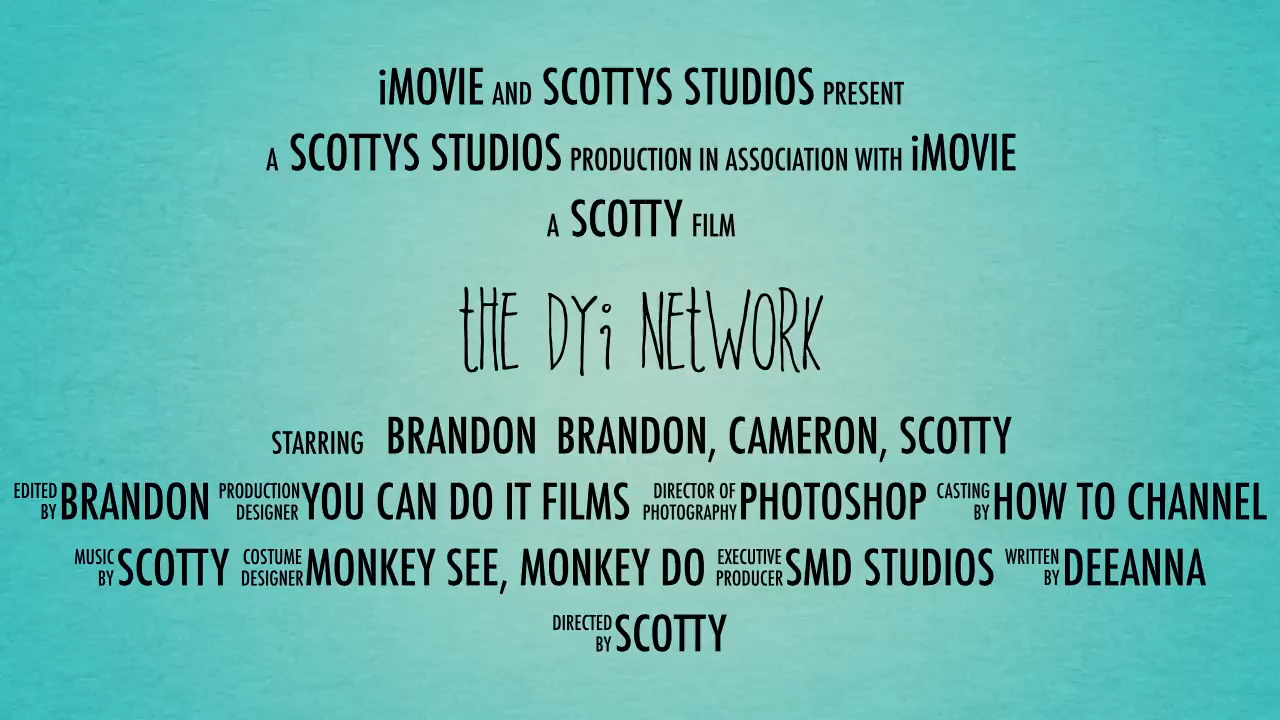 iMOVIE AND SCOTTYS STUDIOS PRESENT
A SCOTTYS STUDIOS PRODUCTION IN ASSOCIATION WITH iMOVIE
A SCOTTY FILM
tHE DYi NEtWORK
STARRING BRANDON BRANDON, CAMERON, SCOTTY
EDITED BY BRANDON PRODUCTION DESIGNER YOU CAN DO IT FILMS DIRECTOR OF PHOTOGRAPHY PHOTOSHOP CASTING BY HOW TO CHANNEL
MUSIC BY SCOTTY COSTUME DESIGNER MONKEY SEE, MONKEY DO EXECUTIVE PRODUCER SMD STUDIOS WRITTEN BY DEEANNA
DIRECTED BY SCOTTY